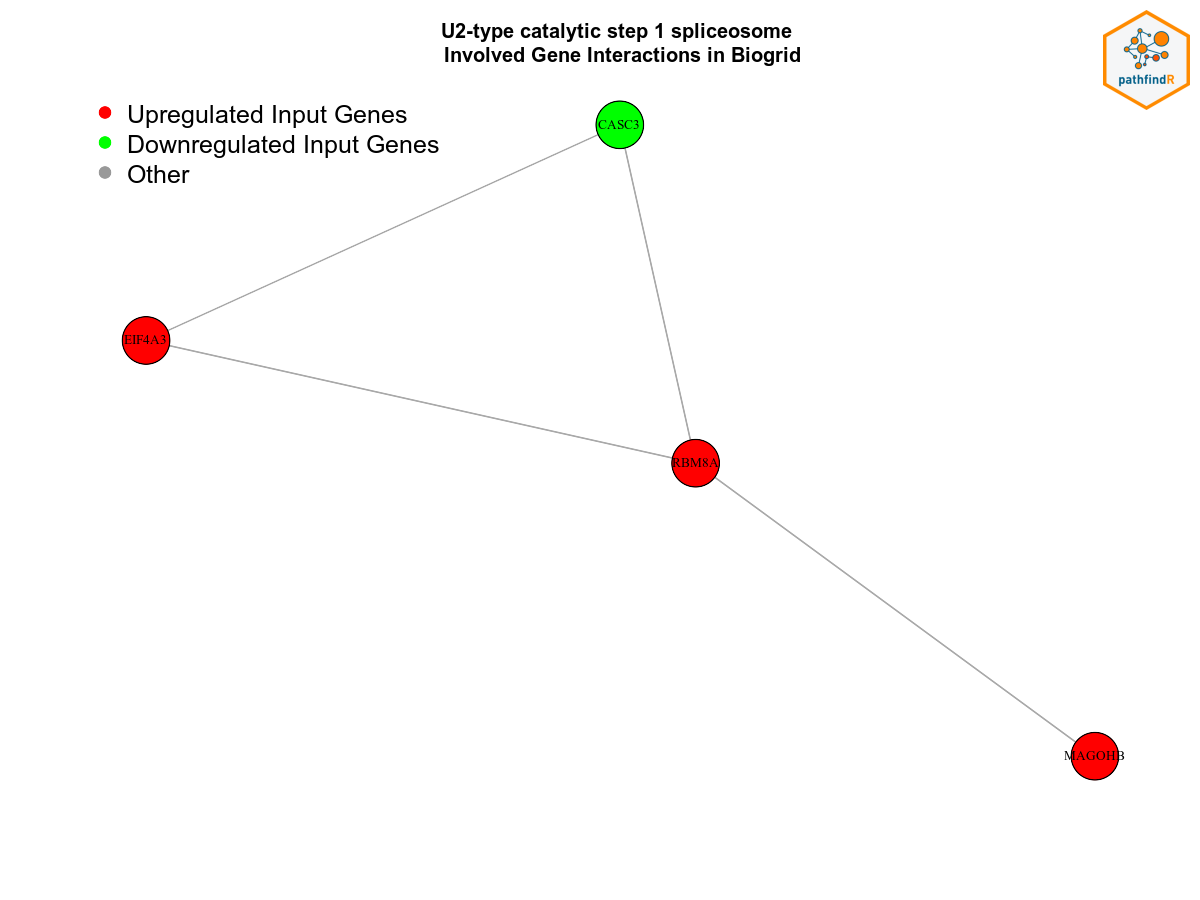 U2-type catalytic step 1 spliceosome
Involved Gene Interactions in Biogrid
pathfindR
Upregulated Input Genes
Downregulated Input Genes
Other
CASC3
EIF4A3
RBM8A
MAGOHB